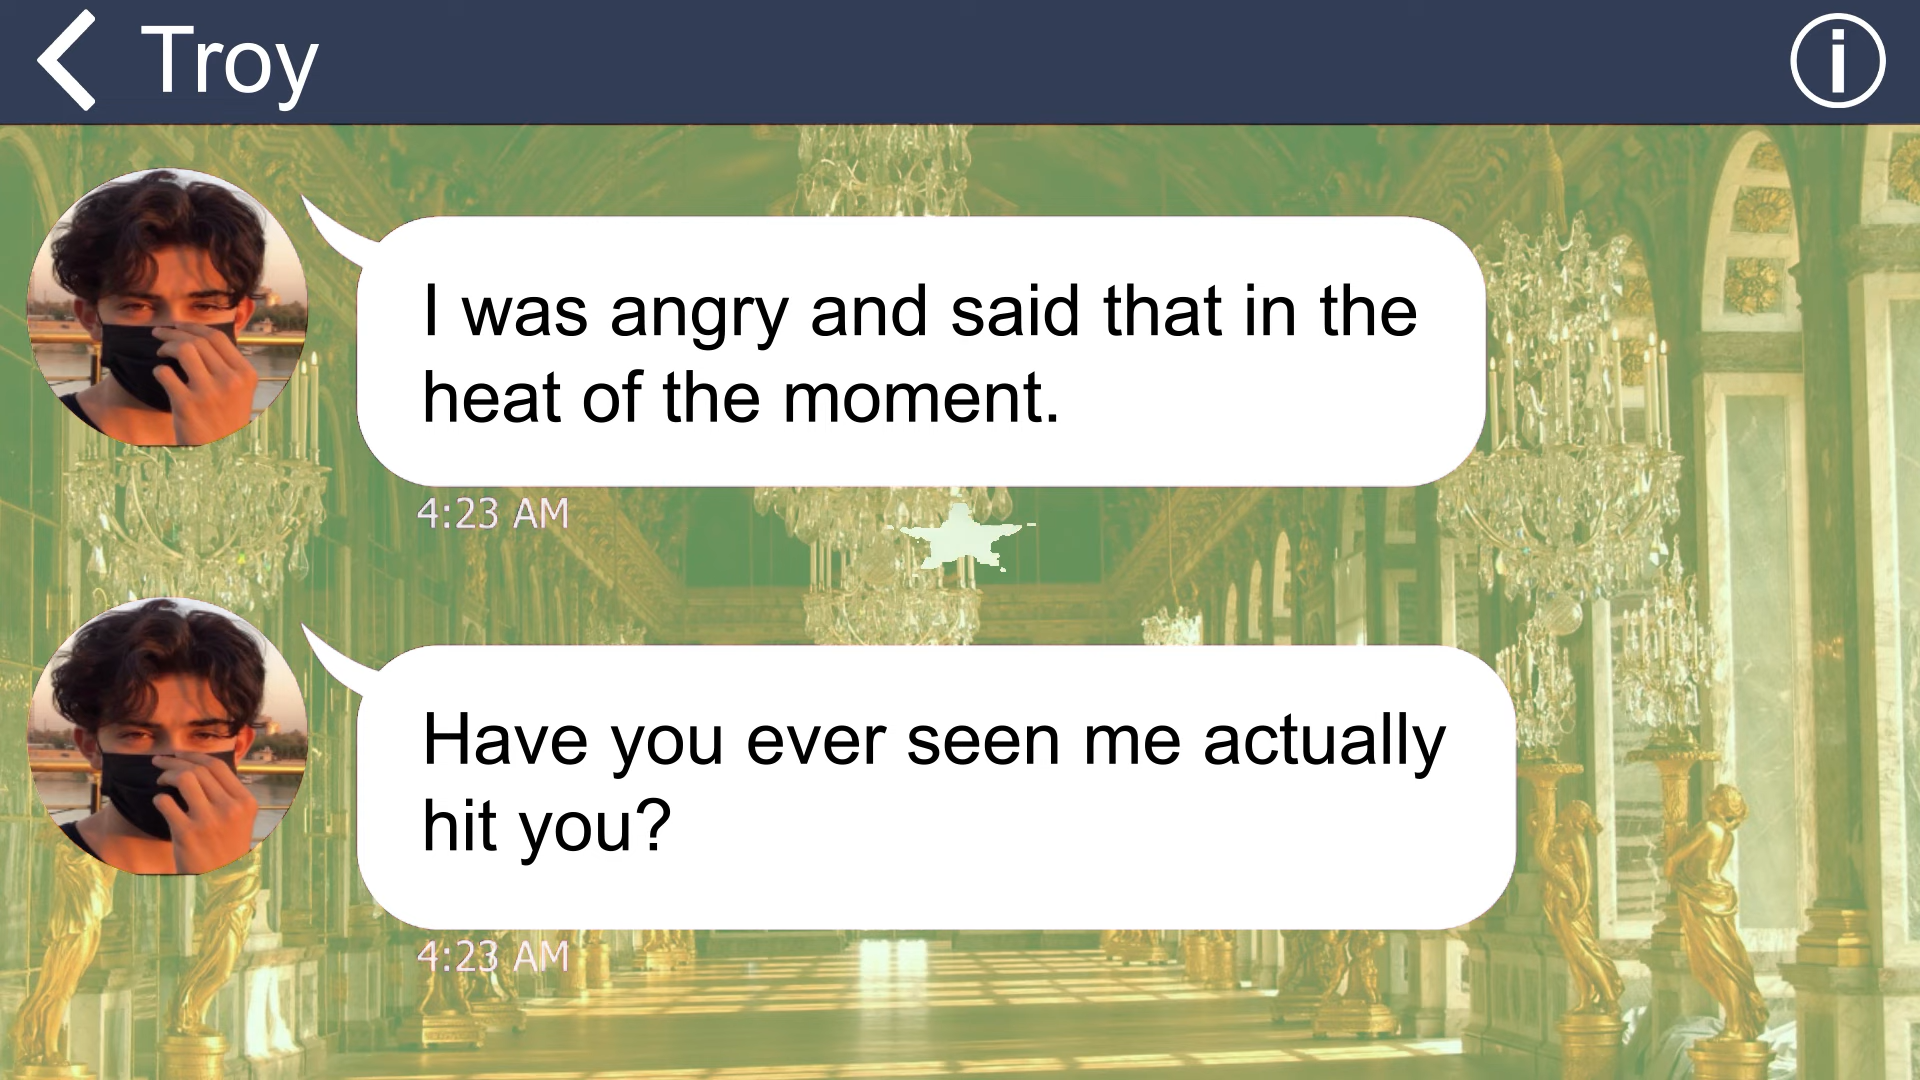 Troy
I was angry and said that in the
heat of the moment.
4:23 AM
Have you ever seen me actually
hit you?
4:23 AM